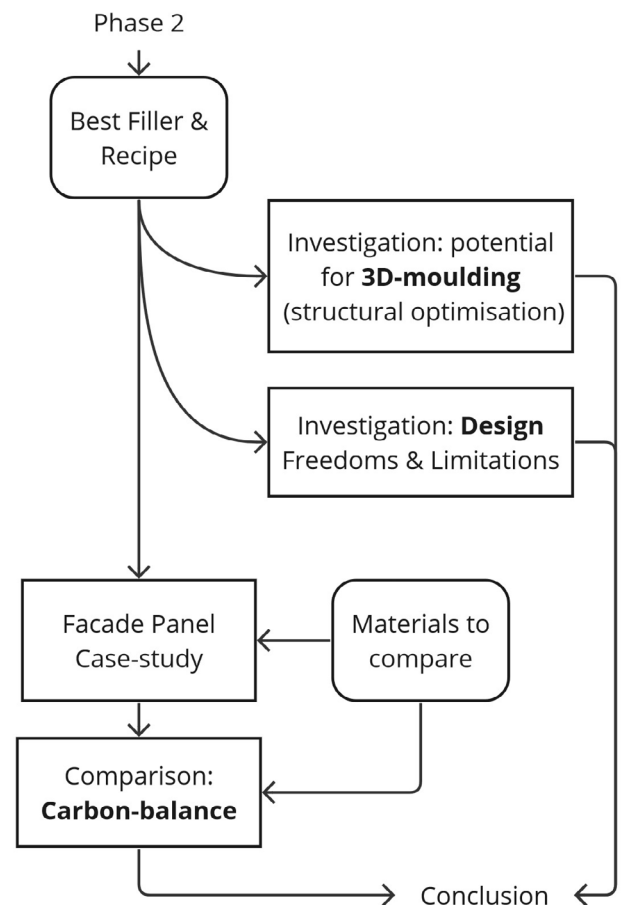 Phase 2
Best Filler &
Recipe
Investigation: potential
for 3D-moulding
(structural optimisation)
Investigation: Design
Freedoms & Limitations
Facade Panel
Case-study
Materials to
compare
Comparison:
Carbon-balance
Conclusion